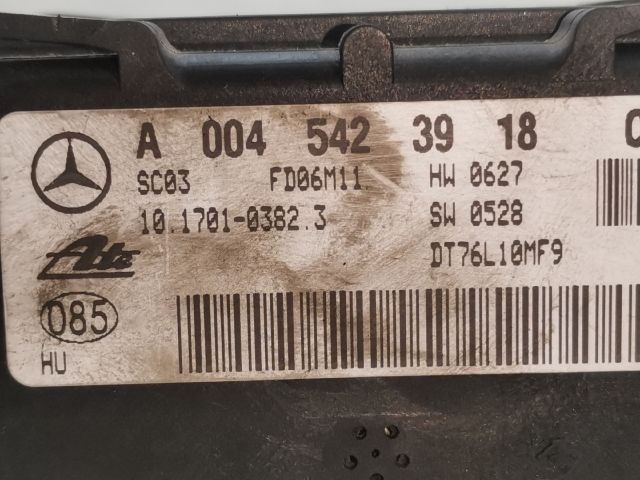 A 004 542 39 18
SC03 FD06M11 HW 0627
10.1701-0382.3 SW 0528
Ate DT76L10MF9
085
HU